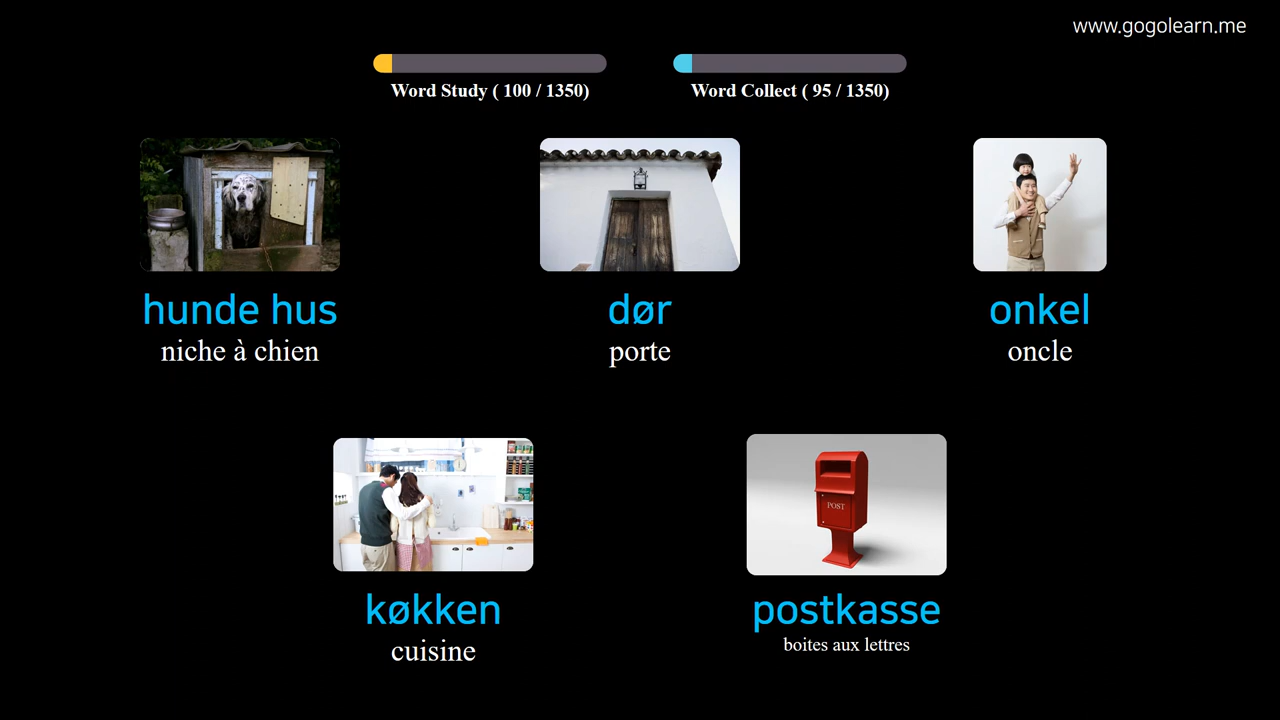 www.gogolearn.me
Word Study ( 100 / 1350)
Word Collect ( 95 / 1350)
hunde hus
niche à chien
dør
porte
onkel
oncle
POST
køkken
cuisine
postkasse
boites aux lettres